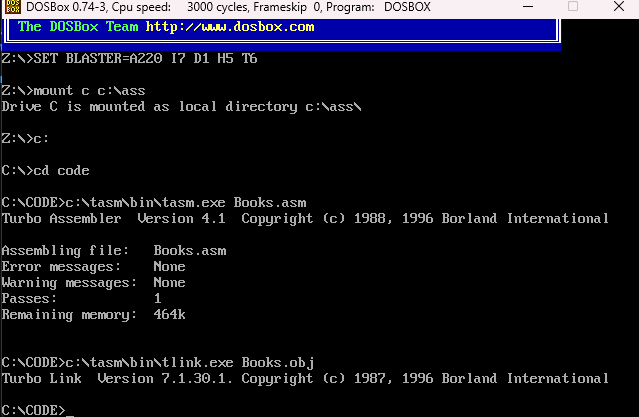 DOSBox 0.74-3, Cpu speed: 3000 cycles, Frameskip 0, Program: DOSBOX
The DOSBox Team http://www.dosbox.com
Z:\>SET BLASTER=A220 I7 D1 H5 T6
Z:\>mount c c:\ass
Drive C is mounted as local directory c:\ass\
Z:\>c:
C:\>cd code
C:\CODE>c:\tasm\bin\tasm.exe Books.asm
Turbo Assembler Version 4.1 Copyright (c) 1988, 1996 Borland International
Assembling file: Books.asm
Error messages: None
Warning messages: None
Passes: 1
Remaining memory: 464k
C:\CODE>c:\tasm\bin\tlink.exe Books.obj
Turbo Link Version 7.1.30.1. Copyright (c) 1987, 1996 Borland International
C:\CODE>_